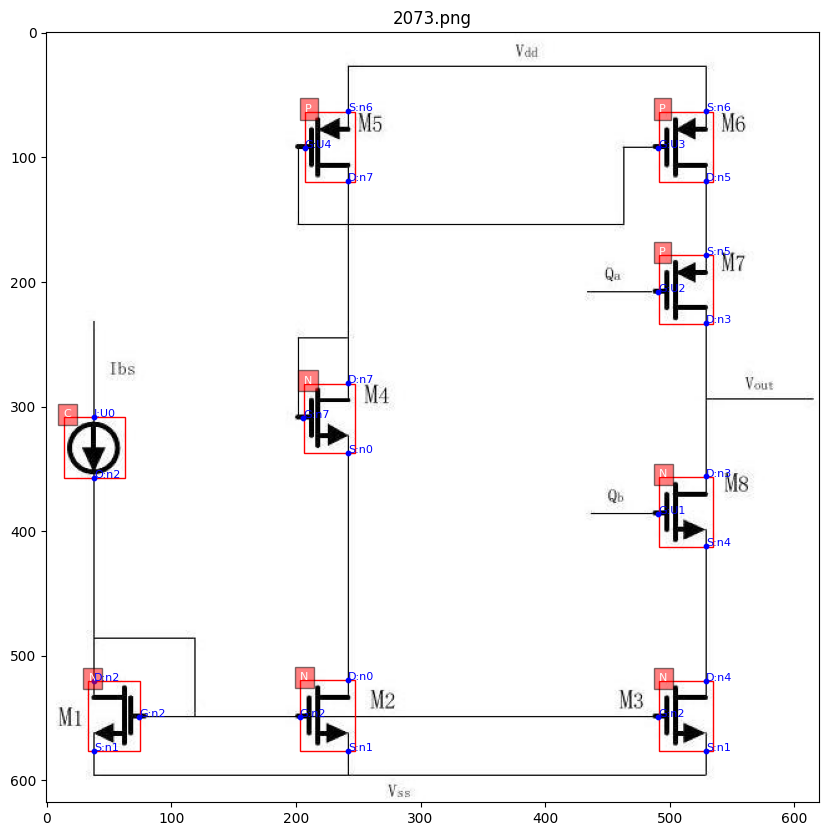 2073.png
Vdd
P
S:n6
M5
G:U4
D:n7
P
S:n6
M6
G:U3
D:n5
P
S:n5
M7
Qa
G:U2
D:n3
Ibs
C
I:U0
O:n2
N
D:n7
M4
G:n7
S:n0
Vout
N
D:n3
M8
Qb
G:U1
S:n4
N
D:n2
M1
G:n2
S:n1
N
D:n0
M2
G:n2
S:n1
N
D:n4
M3
G:n2
S:n1
Vss
0
100
200
300
400
500
600
0
100
200
300
400
500
600